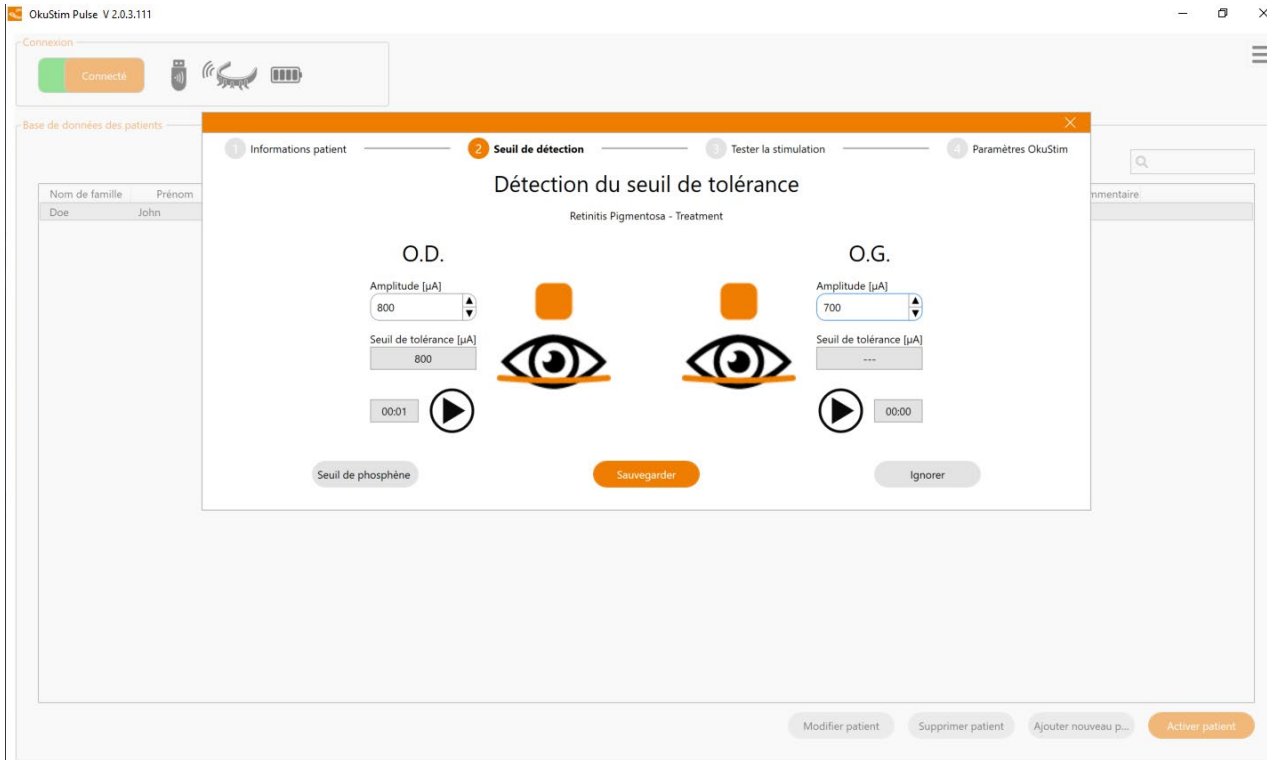 OkuStim Pulse V 2.0.3.111
Connexion
Connecté
Base de données des patients
1 Informations patient
2 Seuil de détection
3 Tester la stimulation
4 Paramètres OkuStim
Détection du seuil de tolérance
Retinitis Pigmentosa - Treatment
Nom de famille Prénom mmentaire
Doe John
O.D. O.G.
Amplitude [µA] Amplitude [µA]
800 700
Seuil de tolérance [µA] Seuil de tolérance [µA]
800 ---
00:01 00:00
Seuil de phosphène Sauvegarder Ignorer
Modifier patient Supprimer patient Ajouter nouveau p... Activer patient